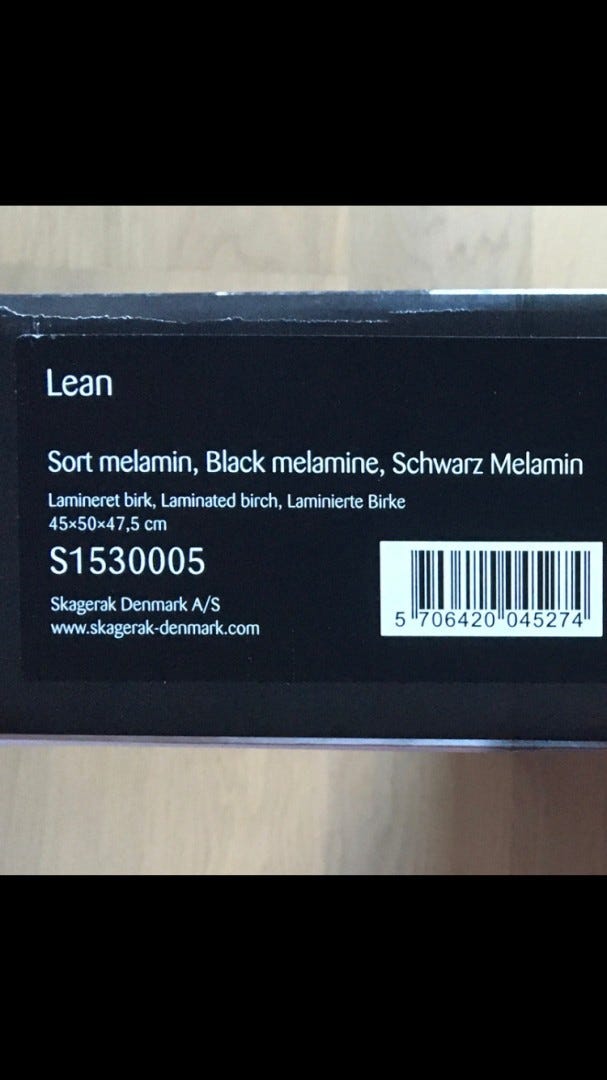 Lean
Sort melamin, Black melamine, Schwarz Melamin
Lamineret birk, Laminated birch, Laminierte Birke
45×50×47,5 cm
S1530005
Skagerak Denmark A/S
www.skagerak-denmark.com
5 706420 045274